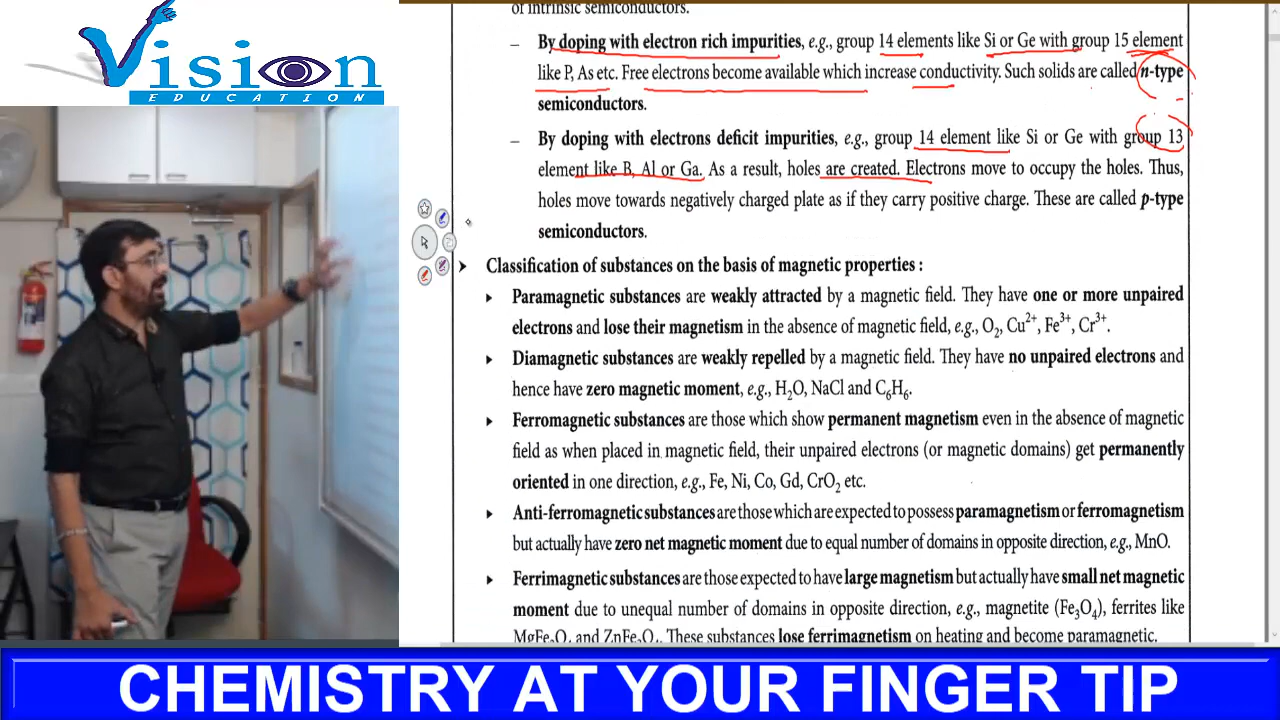 Vision
EDUCATION
of intrinsic semiconductors.
– By doping with electron rich impurities, e.g., group 14 elements like Si or Ge with group 15 element
like P, As etc. Free electrons become available which increase conductivity. Such solids are called n-type
semiconductors.
– By doping with electrons deficit impurities, e.g., group 14 element like Si or Ge with group 13
element like B, Al or Ga. As a result, holes are created. Electrons move to occupy the holes. Thus,
holes move towards negatively charged plate as if they carry positive charge. These are called p-type
semiconductors.
Classification of substances on the basis of magnetic properties :
Paramagnetic substances are weakly attracted by a magnetic field. They have one or more unpaired
electrons and lose their magnetism in the absence of magnetic field, e.g., O₂, Cu²⁺, Fe³⁺, Cr³⁺.
Diamagnetic substances are weakly repelled by a magnetic field. They have no unpaired electrons and
hence have zero magnetic moment, e.g., H₂O, NaCl and C₆H₆.
Ferromagnetic substances are those which show permanent magnetism even in the absence of magnetic
field as when placed in magnetic field, their unpaired electrons (or magnetic domains) get permanently
oriented in one direction, e.g., Fe, Ni, Co, Gd, CrO₂ etc.
Anti-ferromagnetic substances are those which are expected to possess paramagnetism or ferromagnetism
but actually have zero net magnetic moment due to equal number of domains in opposite direction, e.g., MnO.
Ferrimagnetic substances are those expected to have large magnetism but actually have small net magnetic
moment due to unequal number of domains in opposite direction, e.g., magnetite (Fe₃O₄), ferrites like
MgFe₂O₄ and ZnFe₂O₄. These substances lose ferrimagnetism on heating and become paramagnetic.
CHEMISTRY AT YOUR FINGER TIP